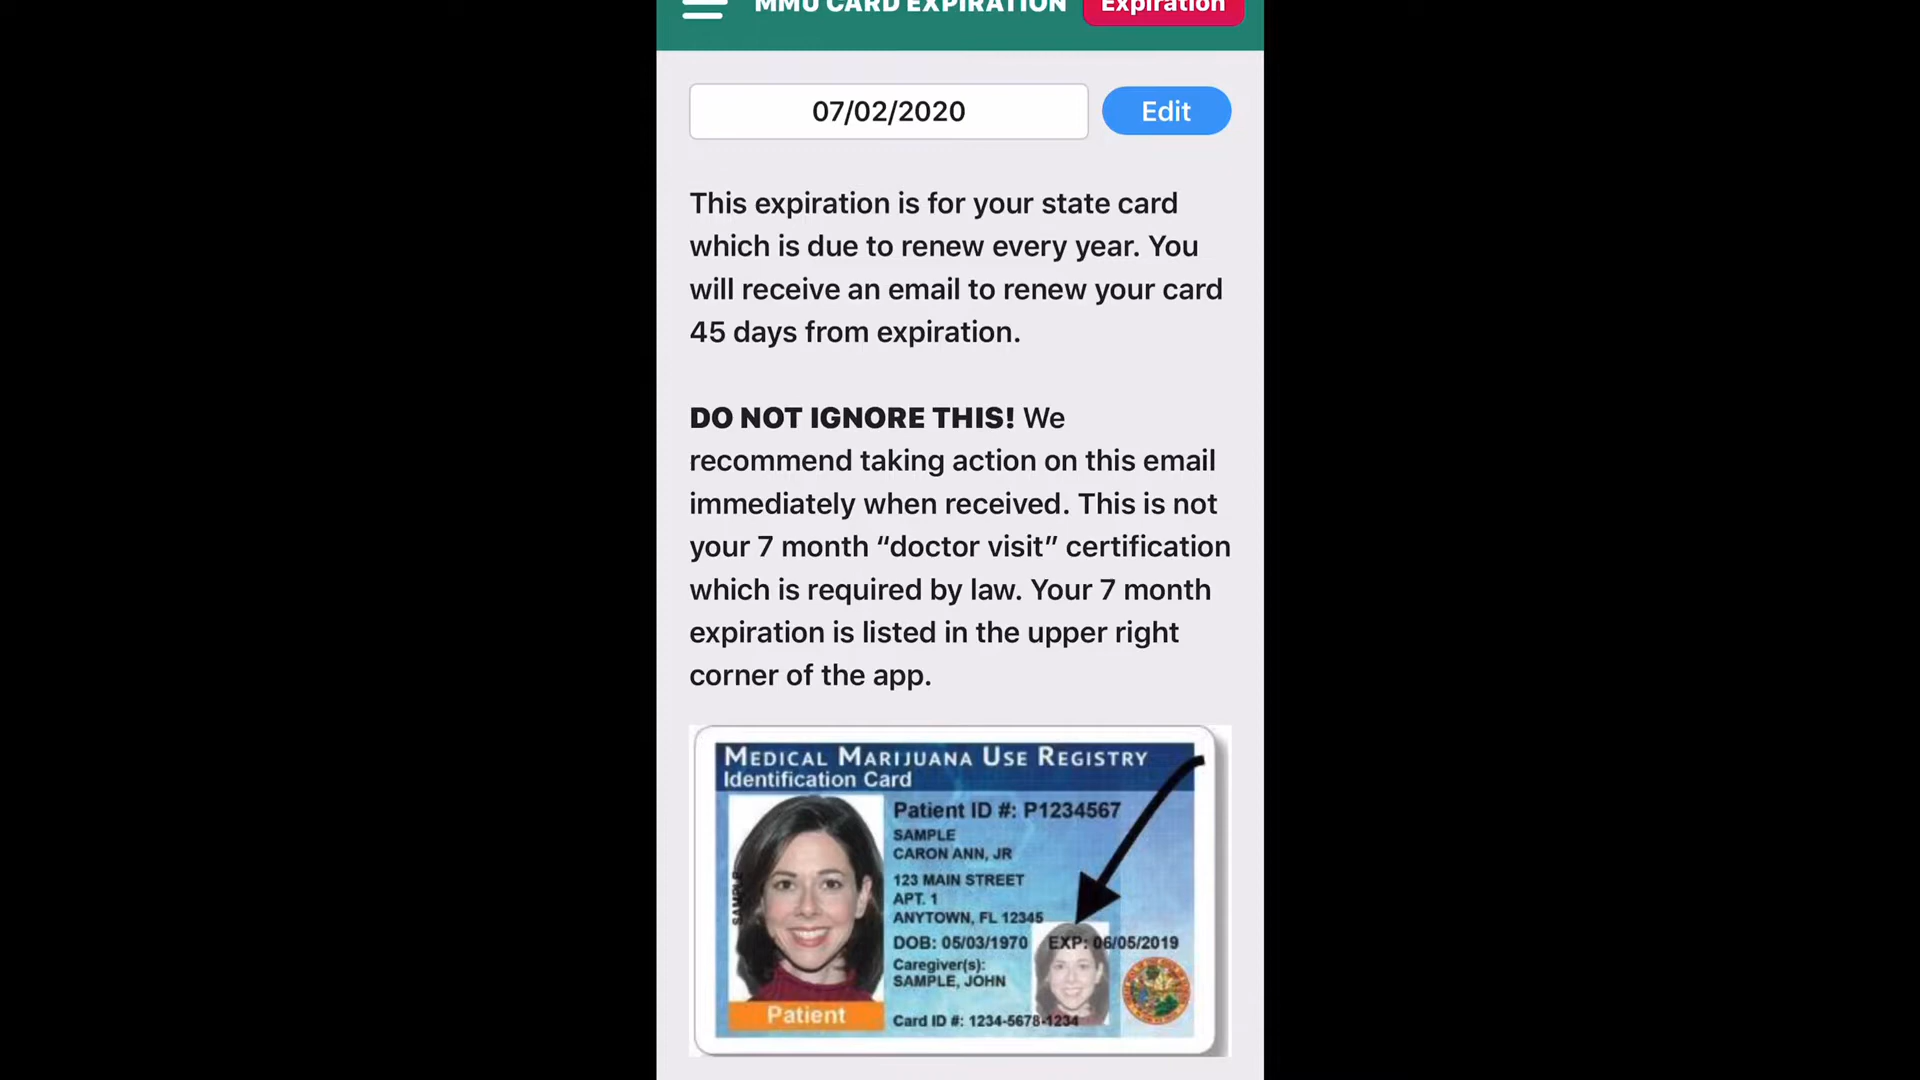 MMU CARD EXPIRATION
Expiration
07/02/2020
Edit
This expiration is for your state card
which is due to renew every year. You
will receive an email to renew your card
45 days from expiration.
DO NOT IGNORE THIS! We
recommend taking action on this email
immediately when received. This is not
your 7 month “doctor visit” certification
which is required by law. Your 7 month
expiration is listed in the upper right
corner of the app.
MEDICAL MARIJUANA USE REGISTRY
Identification Card
Patient ID #: P1234567
SAMPLE
CARON ANN, JR
123 MAIN STREET
APT. 1
ANYTOWN, FL 12345
DOB: 05/03/1970 EXP: 06/05/2019
Caregiver(s):
SAMPLE, JOHN
Card ID #: 1234-5678-1234
SAMPLE
Patient